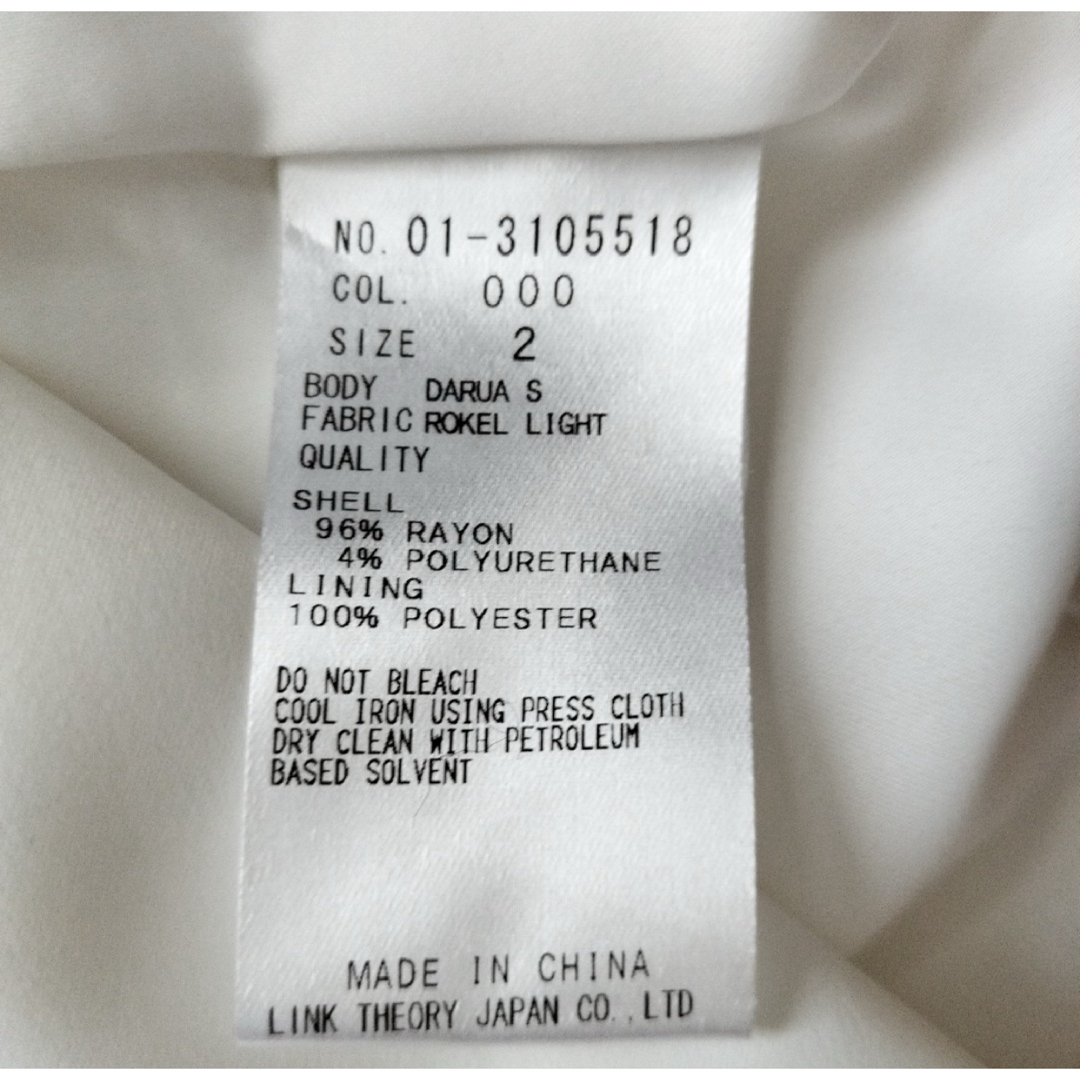 NO. 01-3105518
COL. 000
SIZE 2
BODY DARUA S
FABRIC ROKEL LIGHT
QUALITY
SHELL
96% RAYON
4% POLYURETHANE
LINING
100% POLYESTER
DO NOT BLEACH
COOL IRON USING PRESS CLOTH
DRY CLEAN WITH PETROLEUM
BASED SOLVENT
MADE IN CHINA
LINK THEORY JAPAN CO.,LTD